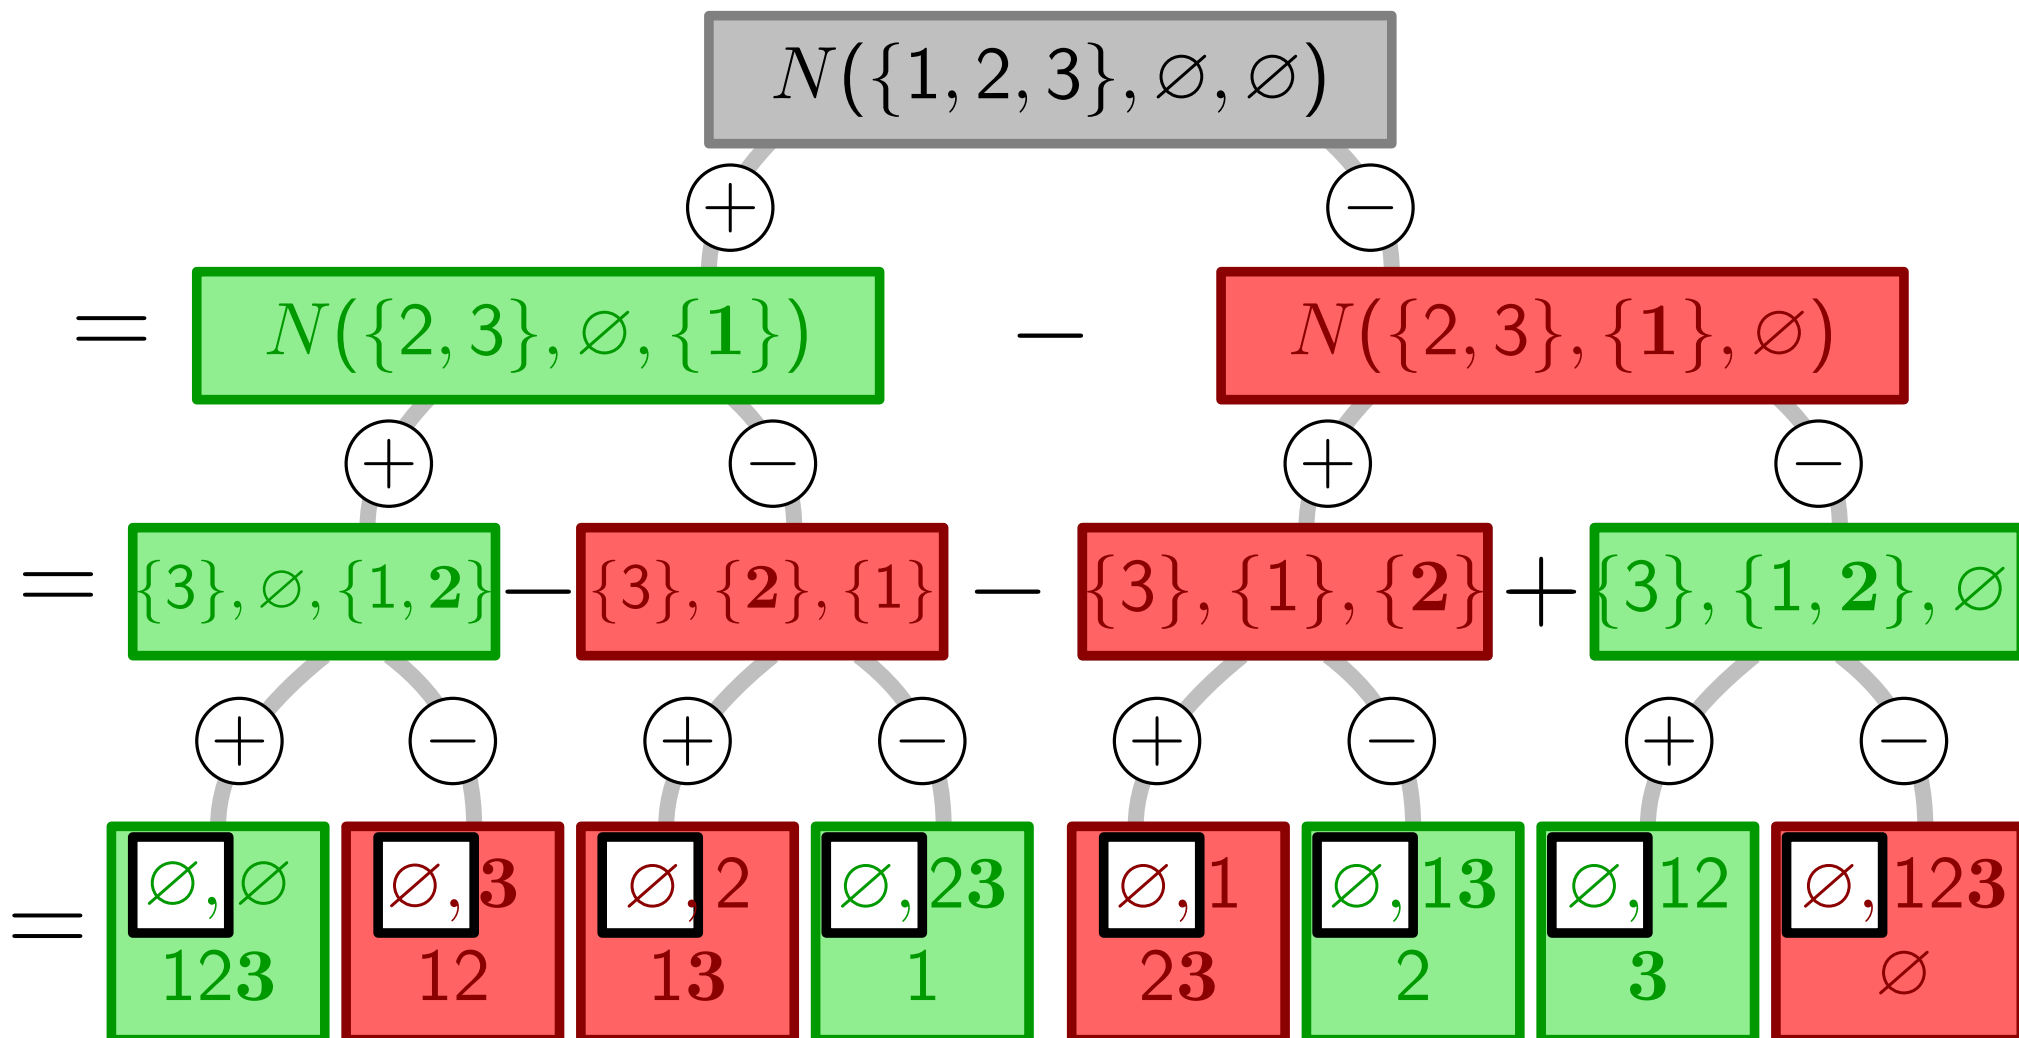 N({1, 2, 3}, ∅, ∅)
+ −
= N({2, 3}, ∅, {1}) − N({2, 3}, {1}, ∅)
+ − + −
= {3}, ∅, {1, 2} − {3}, {2}, {1} − {3}, {1}, {2} + {3}, {1, 2}, ∅
+ − + − + − + −
= ∅, ∅ ∅, 3 ∅, 2 ∅, 23 ∅, 1 ∅, 13 ∅, 12 ∅, 123
123 12 13 1 23 2 3 ∅